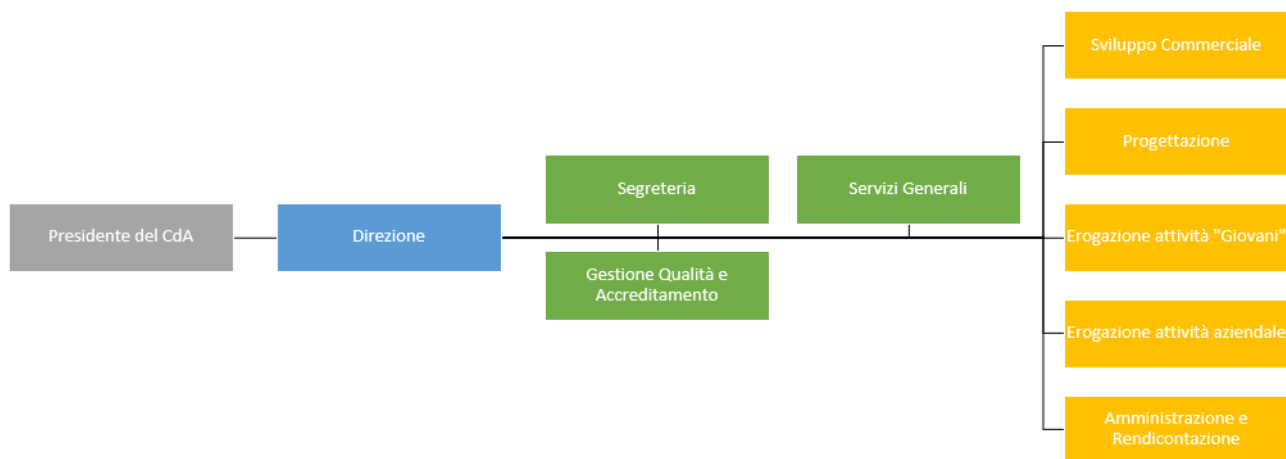 Presidente del CdA
Direzione
Segreteria
Servizi Generali
Gestione Qualità e
Accreditamento
Sviluppo Commerciale
Progettazione
Erogazione attività "Giovani"
Erogazione attività aziendale
Amministrazione e
Rendicontazione